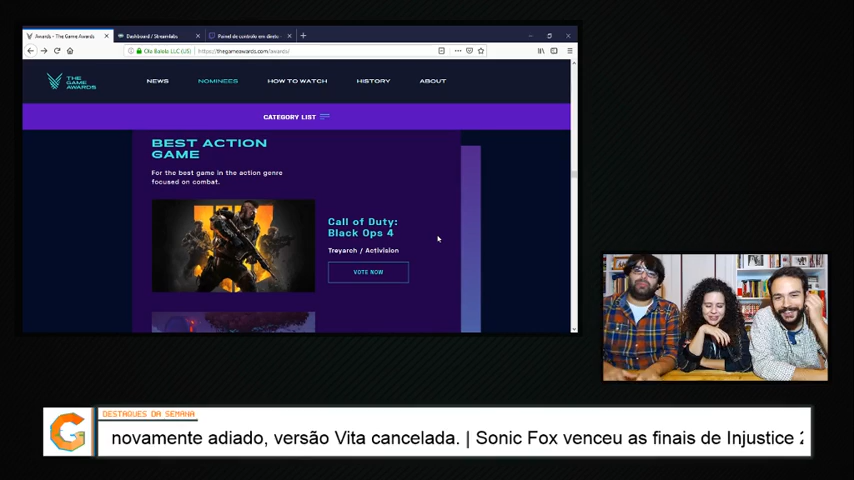 Awards - The Game Awards
Dashboard / Streamlabs
Painel de controlo em direto -
Ola Balola LLC (US)
https://thegameawards.com/awards/
THE
GAME
AWARDS
NEWS
NOMINEES
HOW TO WATCH
HISTORY
ABOUT
CATEGORY LIST
BEST ACTION
GAME
For the best game in the action genre
focused on combat.
Call of Duty:
Black Ops 4
Treyarch / Activision
VOTE NOW
DESTAQUES DA SEMANA
novamente adiado, versão Vita cancelada. | Sonic Fox venceu as finais de Injustice 2